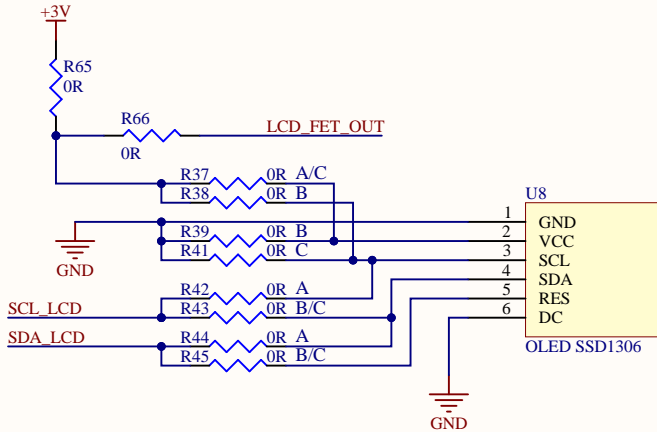 +3V
R65
0R
R66
0R
LCD_FET_OUT
R37 0R A/C
R38 0R B
U8
1 GND
R39 0R B
2 VCC
R41 0R C
3 SCL
GND
4 SDA
R42 0R A
5 RES
SCL_LCD R43 0R B/C
6 DC
SDA_LCD R44 0R A
OLED SSD1306
R45 0R B/C
GND